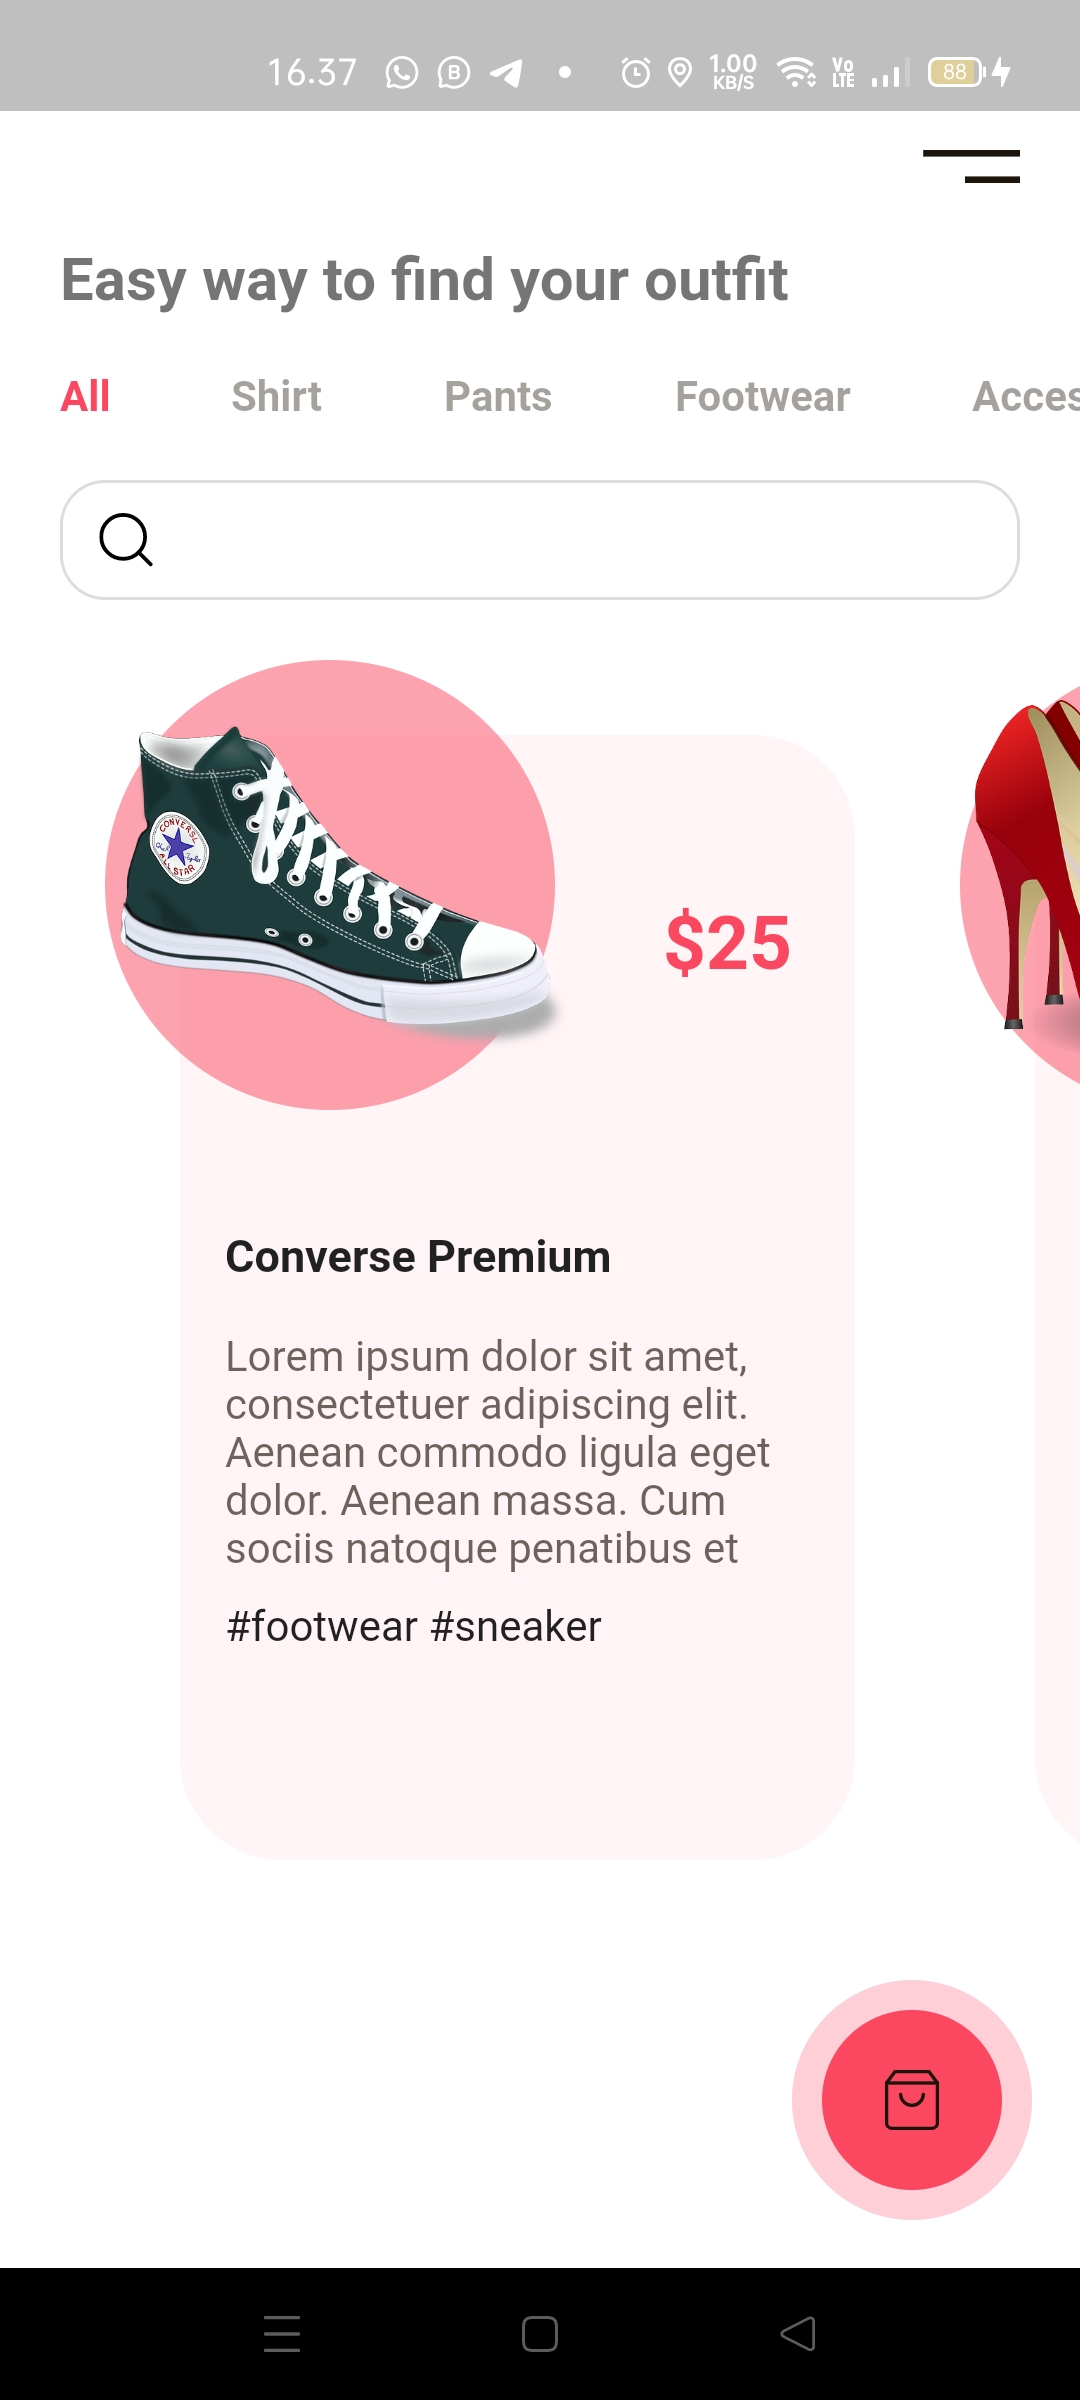 16.37 B 1.00 KB/S Vo LTE 88
Easy way to find your outfit
All Shirt Pants Footwear Acces
CONVERSE
ALL STAR
$25
Converse Premium
Lorem ipsum dolor sit amet,
consectetuer adipiscing elit.
Aenean commodo ligula eget
dolor. Aenean massa. Cum
sociis natoque penatibus et
#footwear #sneaker